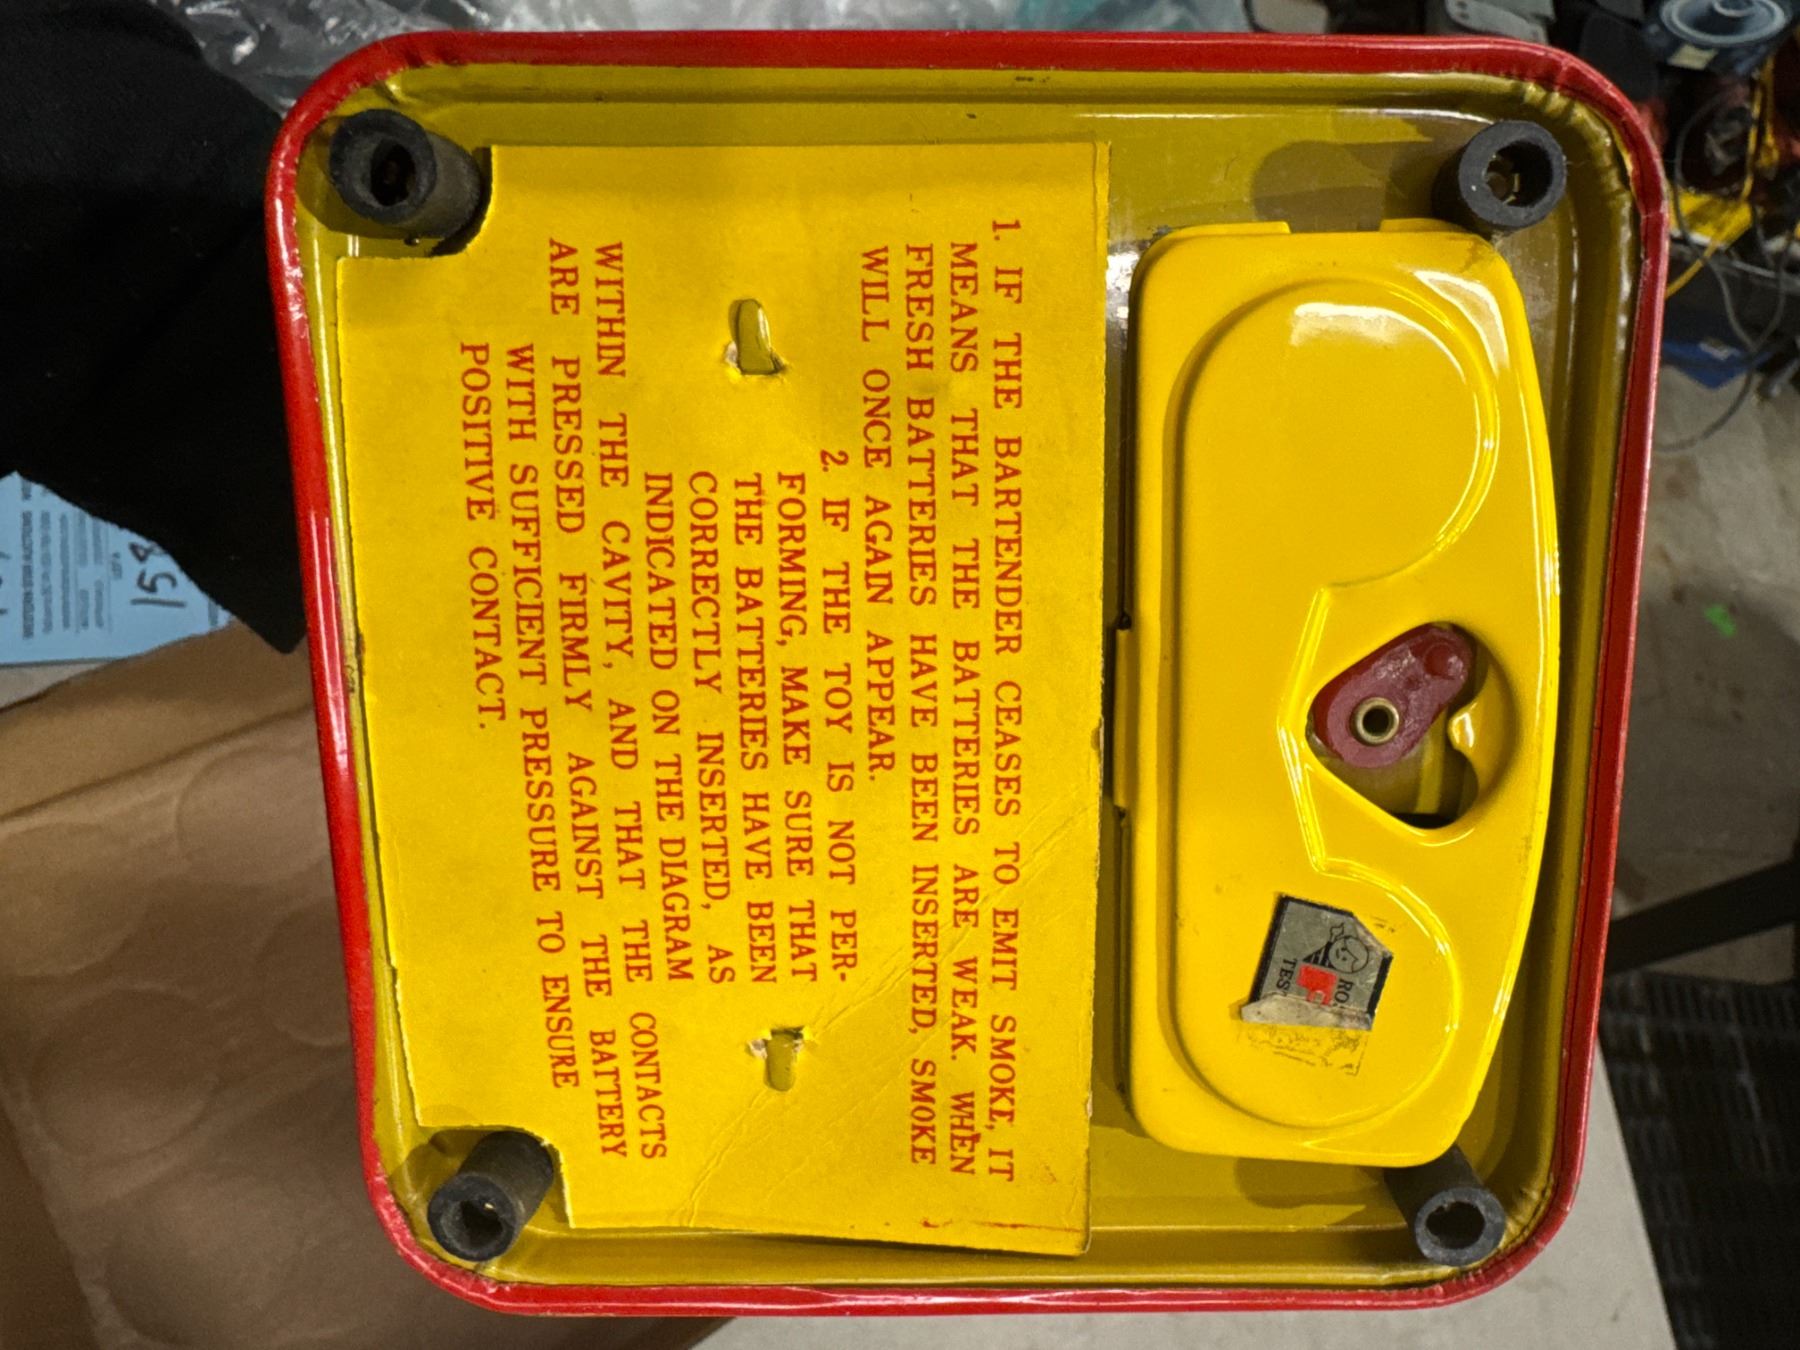 1. IF THE BARTENDER CEASES TO EMIT SMOKE, IT
MEANS THAT THE BATTERIES ARE WEAK. WHEN
FRESH BATTERIES HAVE BEEN INSERTED, SMOKE
WILL ONCE AGAIN APPEAR.
2. IF THE TOY IS NOT PER-
FORMING, MAKE SURE THAT
THE BATTERIES HAVE BEEN
CORRECTLY INSERTED, AS
INDICATED ON THE DIAGRAM
WITHIN THE CAVITY, AND THAT THE CONTACTS
ARE PRESSED FIRMLY AGAINST THE BATTERY
WITH SUFFICIENT PRESSURE TO ENSURE
POSITIVE CONTACT.
RO
TES